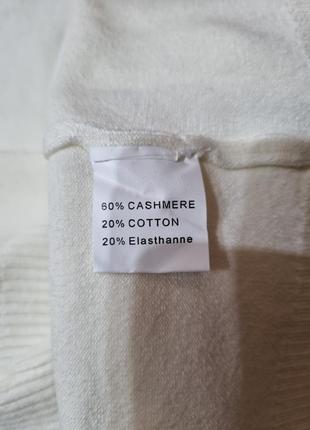 60% CASHMERE
20% COTTON
20% Elasthanne